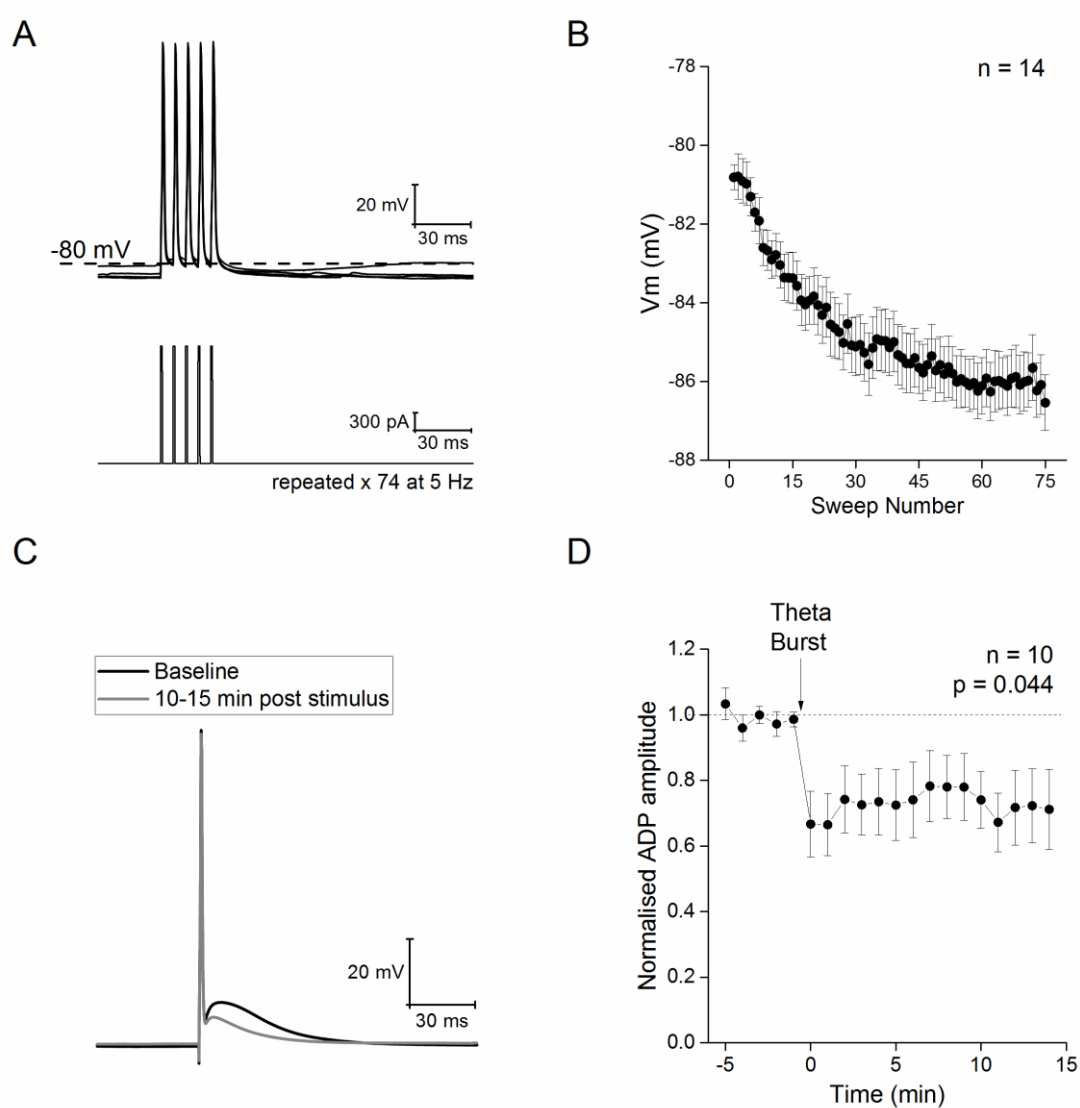 A
20 mV
30 ms
-80 mV
300 pA
30 ms
repeated x 74 at 5 Hz
B
n = 14
-78
-80
-82
-84
-86
-88
Vm (mV)
0 15 30 45 60 75
Sweep Number
C
Baseline
10-15 min post stimulus
20 mV
30 ms
D
Theta
Burst
n = 10
p = 0.044
1.2
1.0
0.8
0.6
0.4
0.2
0.0
Normalised ADP amplitude
-5 0 5 10 15
Time (min)